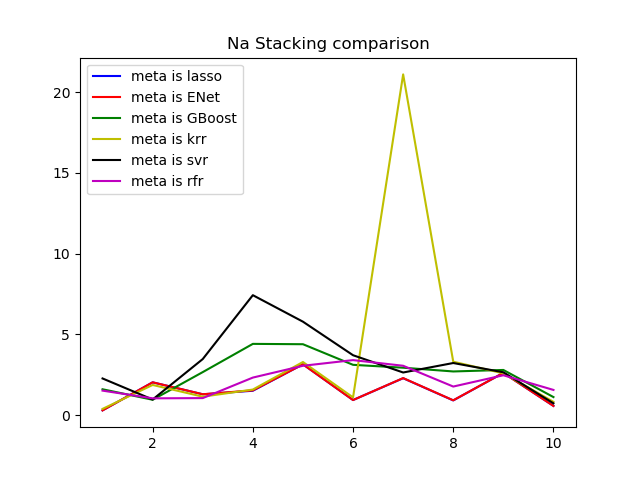 Na Stacking comparison
meta is lasso
meta is ENet
meta is GBoost
meta is krr
meta is svr
meta is rfr
20
15
10
5
0
2 4 6 8 10